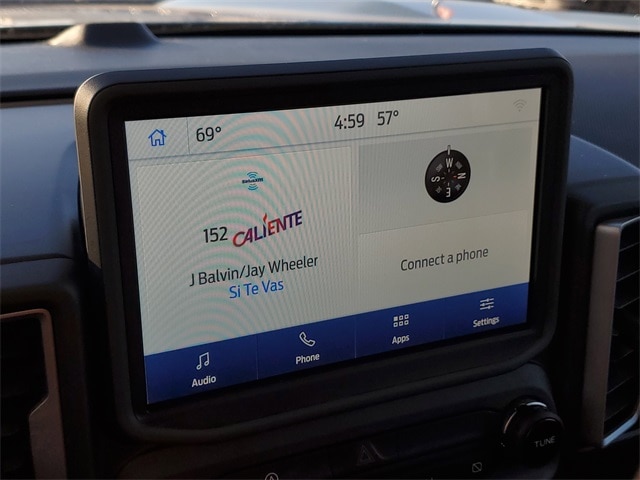 69° 4:59 57°
SiriusXM
152 CALIENTE
J Balvin/Jay Wheeler
Si Te Vas
W
S N
E
Connect a phone
Audio Phone Apps Settings
TUNE